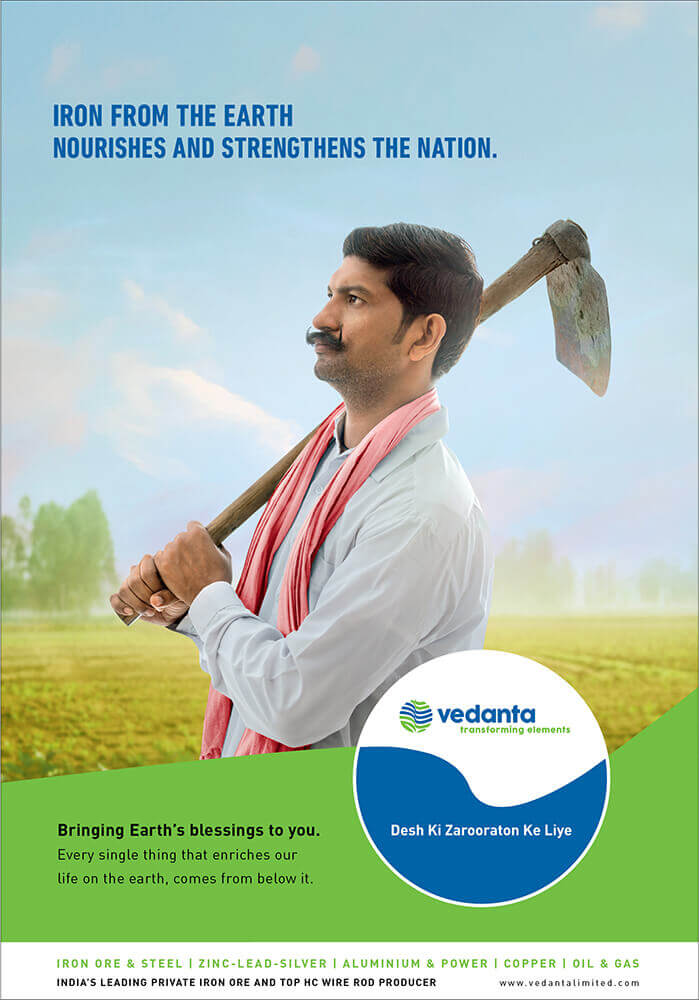 IRON FROM THE EARTH
NOURISHES AND STRENGTHENS THE NATION.
vedanta
transforming elements
Desh Ki Zarooraton Ke Liye
Bringing Earth's blessings to you.
Every single thing that enriches our
life on the earth, comes from below it.
IRON ORE & STEEL | ZINC-LEAD-SILVER | ALUMINIUM & POWER | COPPER | OIL & GAS
INDIA'S LEADING PRIVATE IRON ORE AND TOP HC WIRE ROD PRODUCER
www.vedantalimited.com